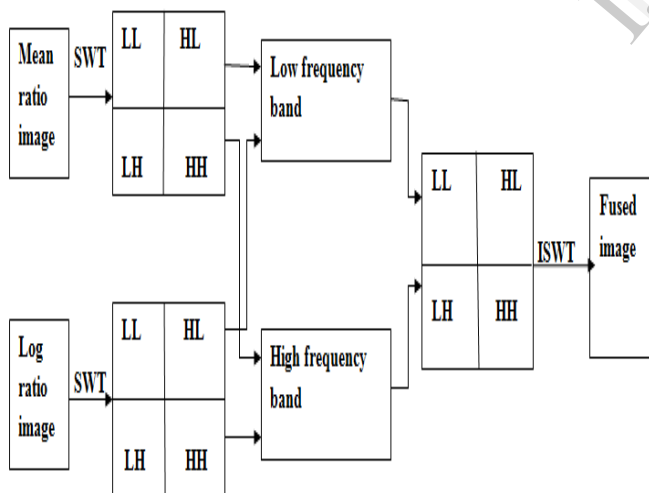 Mean
ratio
image
SWT
LL HL
LH HH
Low frequency
band
LL HL
LH HH
ISWT
Fused
image
Log
ratio
image
SWT
LL HL
LH HH
High frequency
band